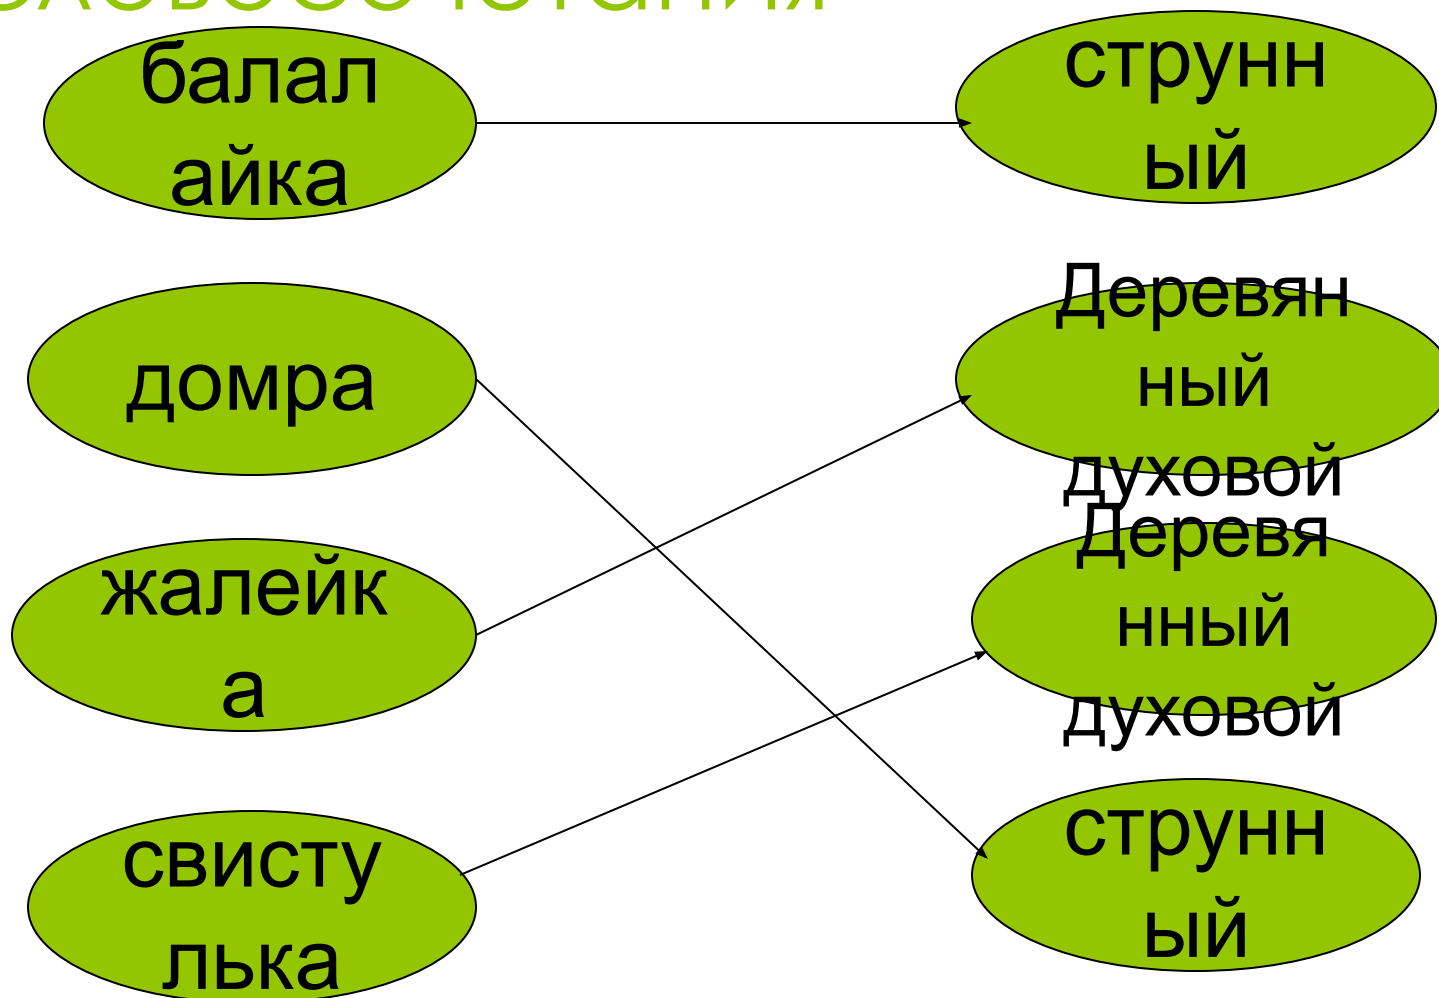 балал
айка
струнн
ый
домра
Деревян
ный
духовой
жалейк
а
Деревя
нный
духовой
свисту
лька
струнн
ый